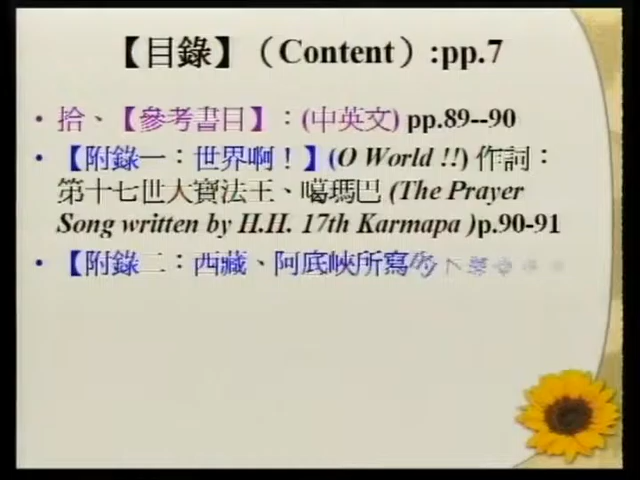 【目錄】（Content）:pp.7
• 拾、【參考書目】：(中英文) pp.89--90
• 【附錄一：世界啊！】(O World !!) 作詞：
第十七世大寶法王、噶瑪巴 (The Prayer
Song written by H.H. 17th Karmapa )p.90-91
• 【附錄二：西藏、阿底峽所寫的